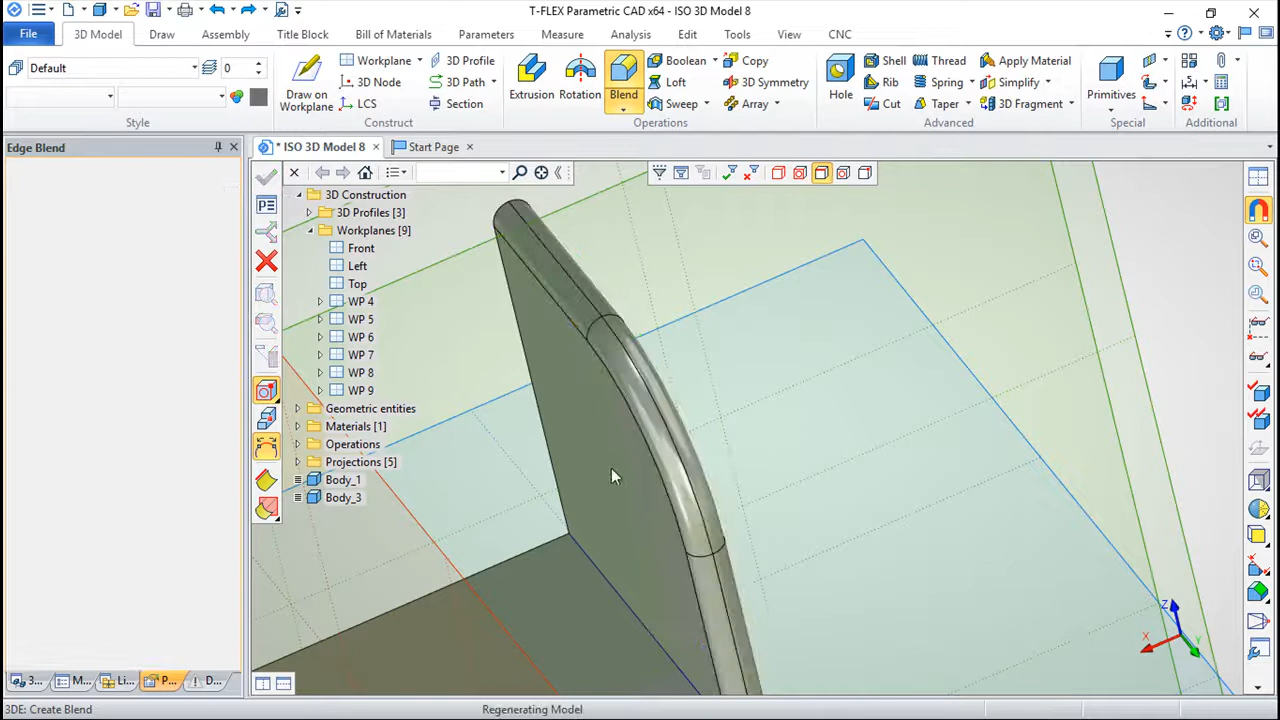 T-FLEX Parametric CAD x64 - ISO 3D Model 8
File
3D Model
Draw
Assembly
Title Block
Bill of Materials
Parameters
Measure
Analysis
Edit
Tools
View
CNC
Default
0
Style
Draw on
Workplane
Workplane
3D Node
LCS
3D Profile
3D Path
Section
Construct
Extrusion
Rotation
Blend
Boolean
Loft
Sweep
Copy
3D Symmetry
Array
Operations
Hole
Shell
Rib
Cut
Thread
Spring
Taper
Apply Material
Simplify
3D Fragment
Advanced
Primitives
Special
Additional
Edge Blend
* ISO 3D Model 8
Start Page
3D Construction
3D Profiles [3]
Workplanes [9]
Front
Left
Top
WP 4
WP 5
WP 6
WP 7
WP 8
WP 9
Geometric entities
Materials [1]
Operations
Projections [5]
Body_1
Body_3
Z
X
Y
3...
M...
Li...
P...
D...
3DE: Create Blend
Regenerating Model